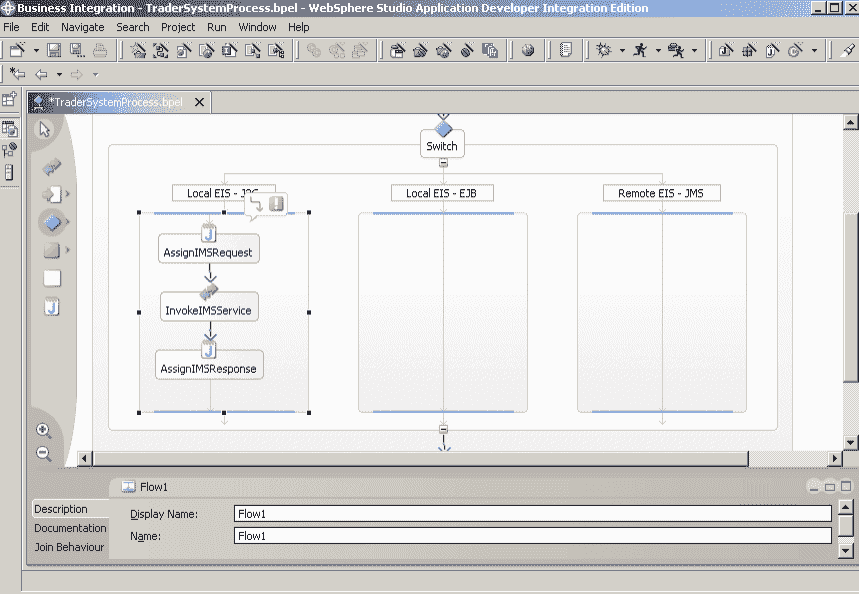 Business Integration - TraderSystemProcess.bpel - WebSphere Studio Application Developer Integration Edition
File Edit Navigate Search Project Run Window Help
*TraderSystemProcess.bpel
Switch
Local EIS - Local EIS - EJB Remote EIS - JMS
AssignIMSRequest
InvokeIMSService
AssignIMSResponse
Flow1
Description
Display Name: Flow1
Documentation
Name: Flow1
Join Behaviour